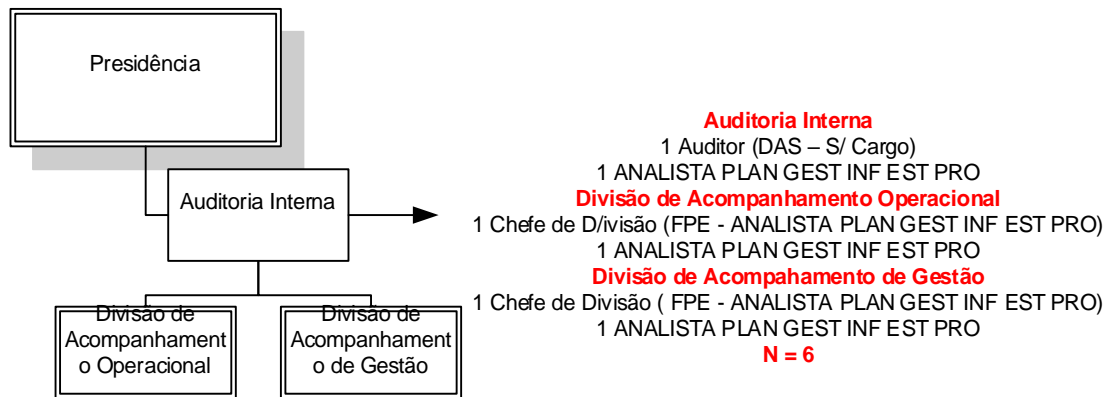 Presidência
Auditoria Interna
Divisão de
Acompanhament
o Operacional
Divisão de
Acompanhament
o de Gestão
Auditoria Interna
1 Auditor (DAS – S/ Cargo)
1 ANALISTA PLAN GEST INF EST PRO
Divisão de Acompanhamento Operacional
1 Chefe de D/ivisão (FPE - ANALISTA PLAN GEST INF EST PRO)
1 ANALISTA PLAN GEST INF EST PRO
Divisão de Acompahamento de Gestão
1 Chefe de Divisão ( FPE - ANALISTA PLAN GEST INF EST PRO)
1 ANALISTA PLAN GEST INF EST PRO
N = 6